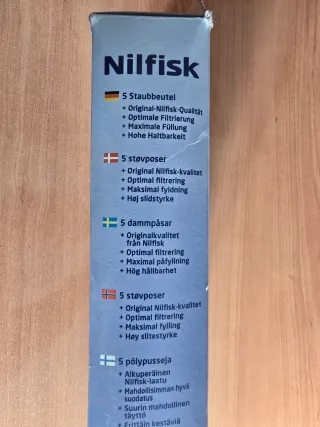 Nilfisk
5 Staubbeutel
+ Original-Nilfisk-Qualität
+ Optimale Filtrierung
+ Maximale Füllung
+ Hohe Haltbarkeit
5 støvposer
+ Original Nilfisk-kvalitet
+ Optimal filtrering
+ Maksimal fyldning
+ Høj slidstyrke
5 dammpåsar
+ Originalkvalitet
från Nilfisk
+ Optimal filtrering
+ Maximal påfyllning
+ Hög hållbarhet
5 støvposer
+ Original Nilfisk-kvalitet
+ Optimal filtrering
+ Maksimal fylling
+ Høy slitestyrke
5 pölypusseja
+ Alkuperäinen
Nilfisk-laatu
+ Mahdollisimman hyvä
suodatus
+ Suurin mahdollinen
täyttö
+ Erittäin kestäviä